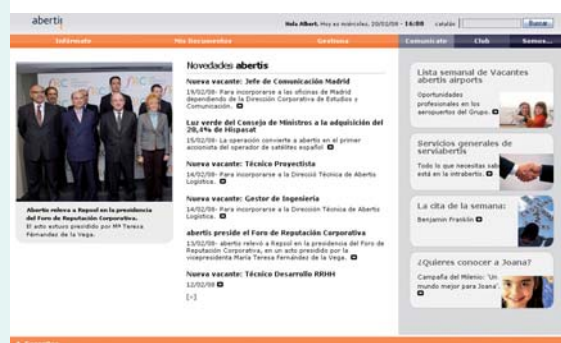 abertis
Hola Albert. Hoy es miércoles, 20/02/08 - 16:08 catalán Buscar
Infórmate Mis Documentos Gestiona Comunícate Club Somos...
Novedades abertis
Nueva vacante: Jefe de Comunicación Madrid
19/02/08- Para incorporarse a las oficinas de Madrid
dependiendo de la Dirección Corporativa de Estudios y
Comunicación.
Luz verde del Consejo de Ministros a la adquisición del
28,4% de Hispasat
15/02/08- La operación convierte a abertis en el primer
accionista del operador de satélites español
Nueva vacante: Técnico Proyectista
14/02/08- Para incorporarse a la Direcció Técnica de Abertis
Logística.
Nueva vacante: Gestor de Ingeniería
14/02/08- Para incorporarse a la Dirección Técnica de Abertis
Logística.
abertis preside el Foro de Reputación Corporativa
13/02/08- abertis relevó a Repsol en la presidencia del Foro de
Reputación Corporativa, en un acto presidido por la
vicepresidenta María Teresa Fernández de la Vega.
Nueva vacante: Técnico Desarrollo RRHH
12/02/08
[+]
Abertis releva a Repsol en la presidencia
del Foro de Reputación Corporativa.
El acto estuvo presidido por Mª Teresa
Fernández de la Vega.
Lista semanal de Vacantes
abertis airports
Oportunidades
profesionales en los
aeropuertos del Grupo.
Servicios generales de
serviabertis
Todo lo que necesitas sab
está en la intrabertis.
La cita de la semana:
Benjamin Franklin
¿Quieres conocer a Joana?
Campaña del Milenio: 'Un
mundo mejor para Joana'.